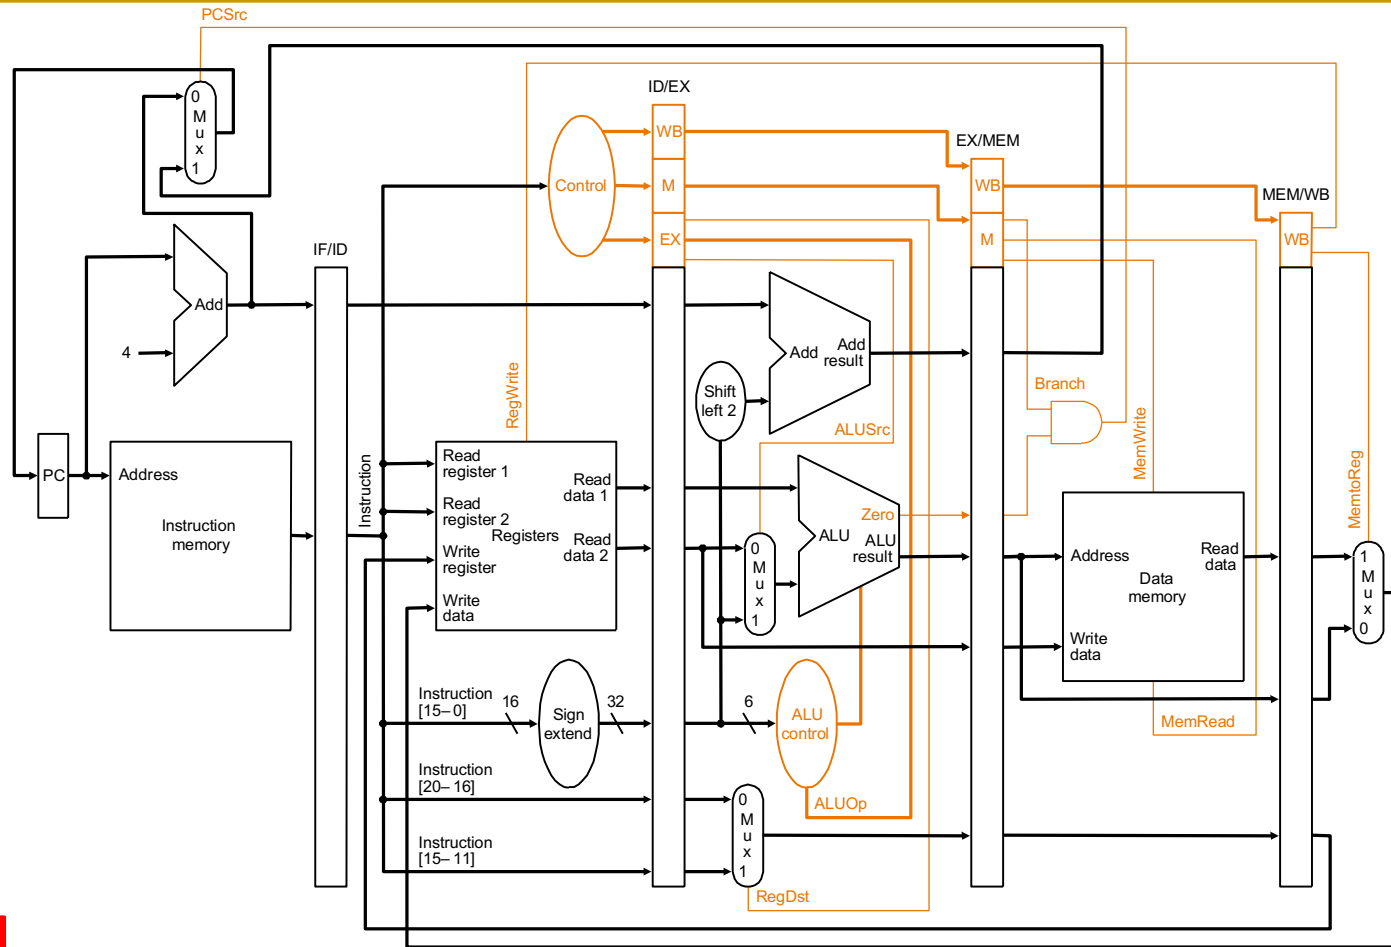 PCSrc
ID/EX
EX/MEM
MEM/WB
IF/ID
0
M
u
x
1
WB
M
EX
Control
WB
M
WB
Add
4
Add
Add
result
Shift
left 2
RegWrite
ALUSrc
Branch
MemWrite
MemtoReg
PC
Address
Instruction
memory
Instruction
Read
register 1
Read
register 2
Write
register
Write
data
Registers
Read
data 1
Read
data 2
0
M
u
x
1
Zero
ALU
ALU
result
Address
Read
data
Data
memory
Write
data
1
M
u
x
0
MemRead
Instruction
[15–0]
16
Sign
extend
32
6
ALU
control
ALUOp
Instruction
[20–16]
Instruction
[15–11]
0
M
u
x
1
RegDst